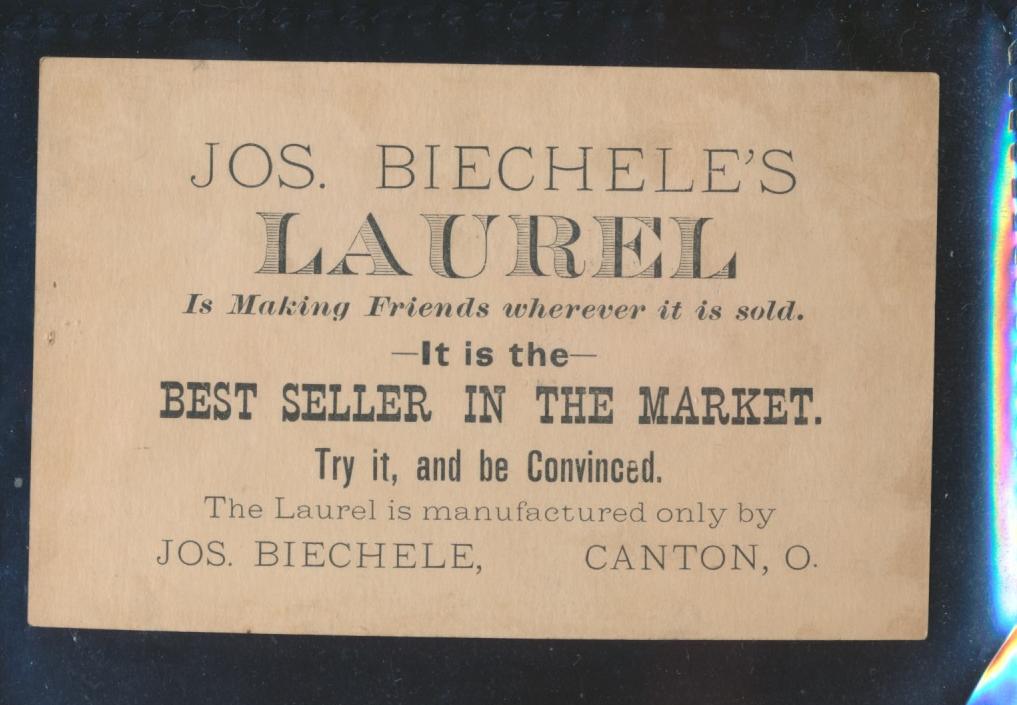 JOS. BIECHELE'S
LAUREL
Is Making Friends wherever it is sold.
—It is the—
BEST SELLER IN THE MARKET.
Try it, and be Convinced.
The Laurel is manufactured only by
JOS. BIECHELE, CANTON, O.